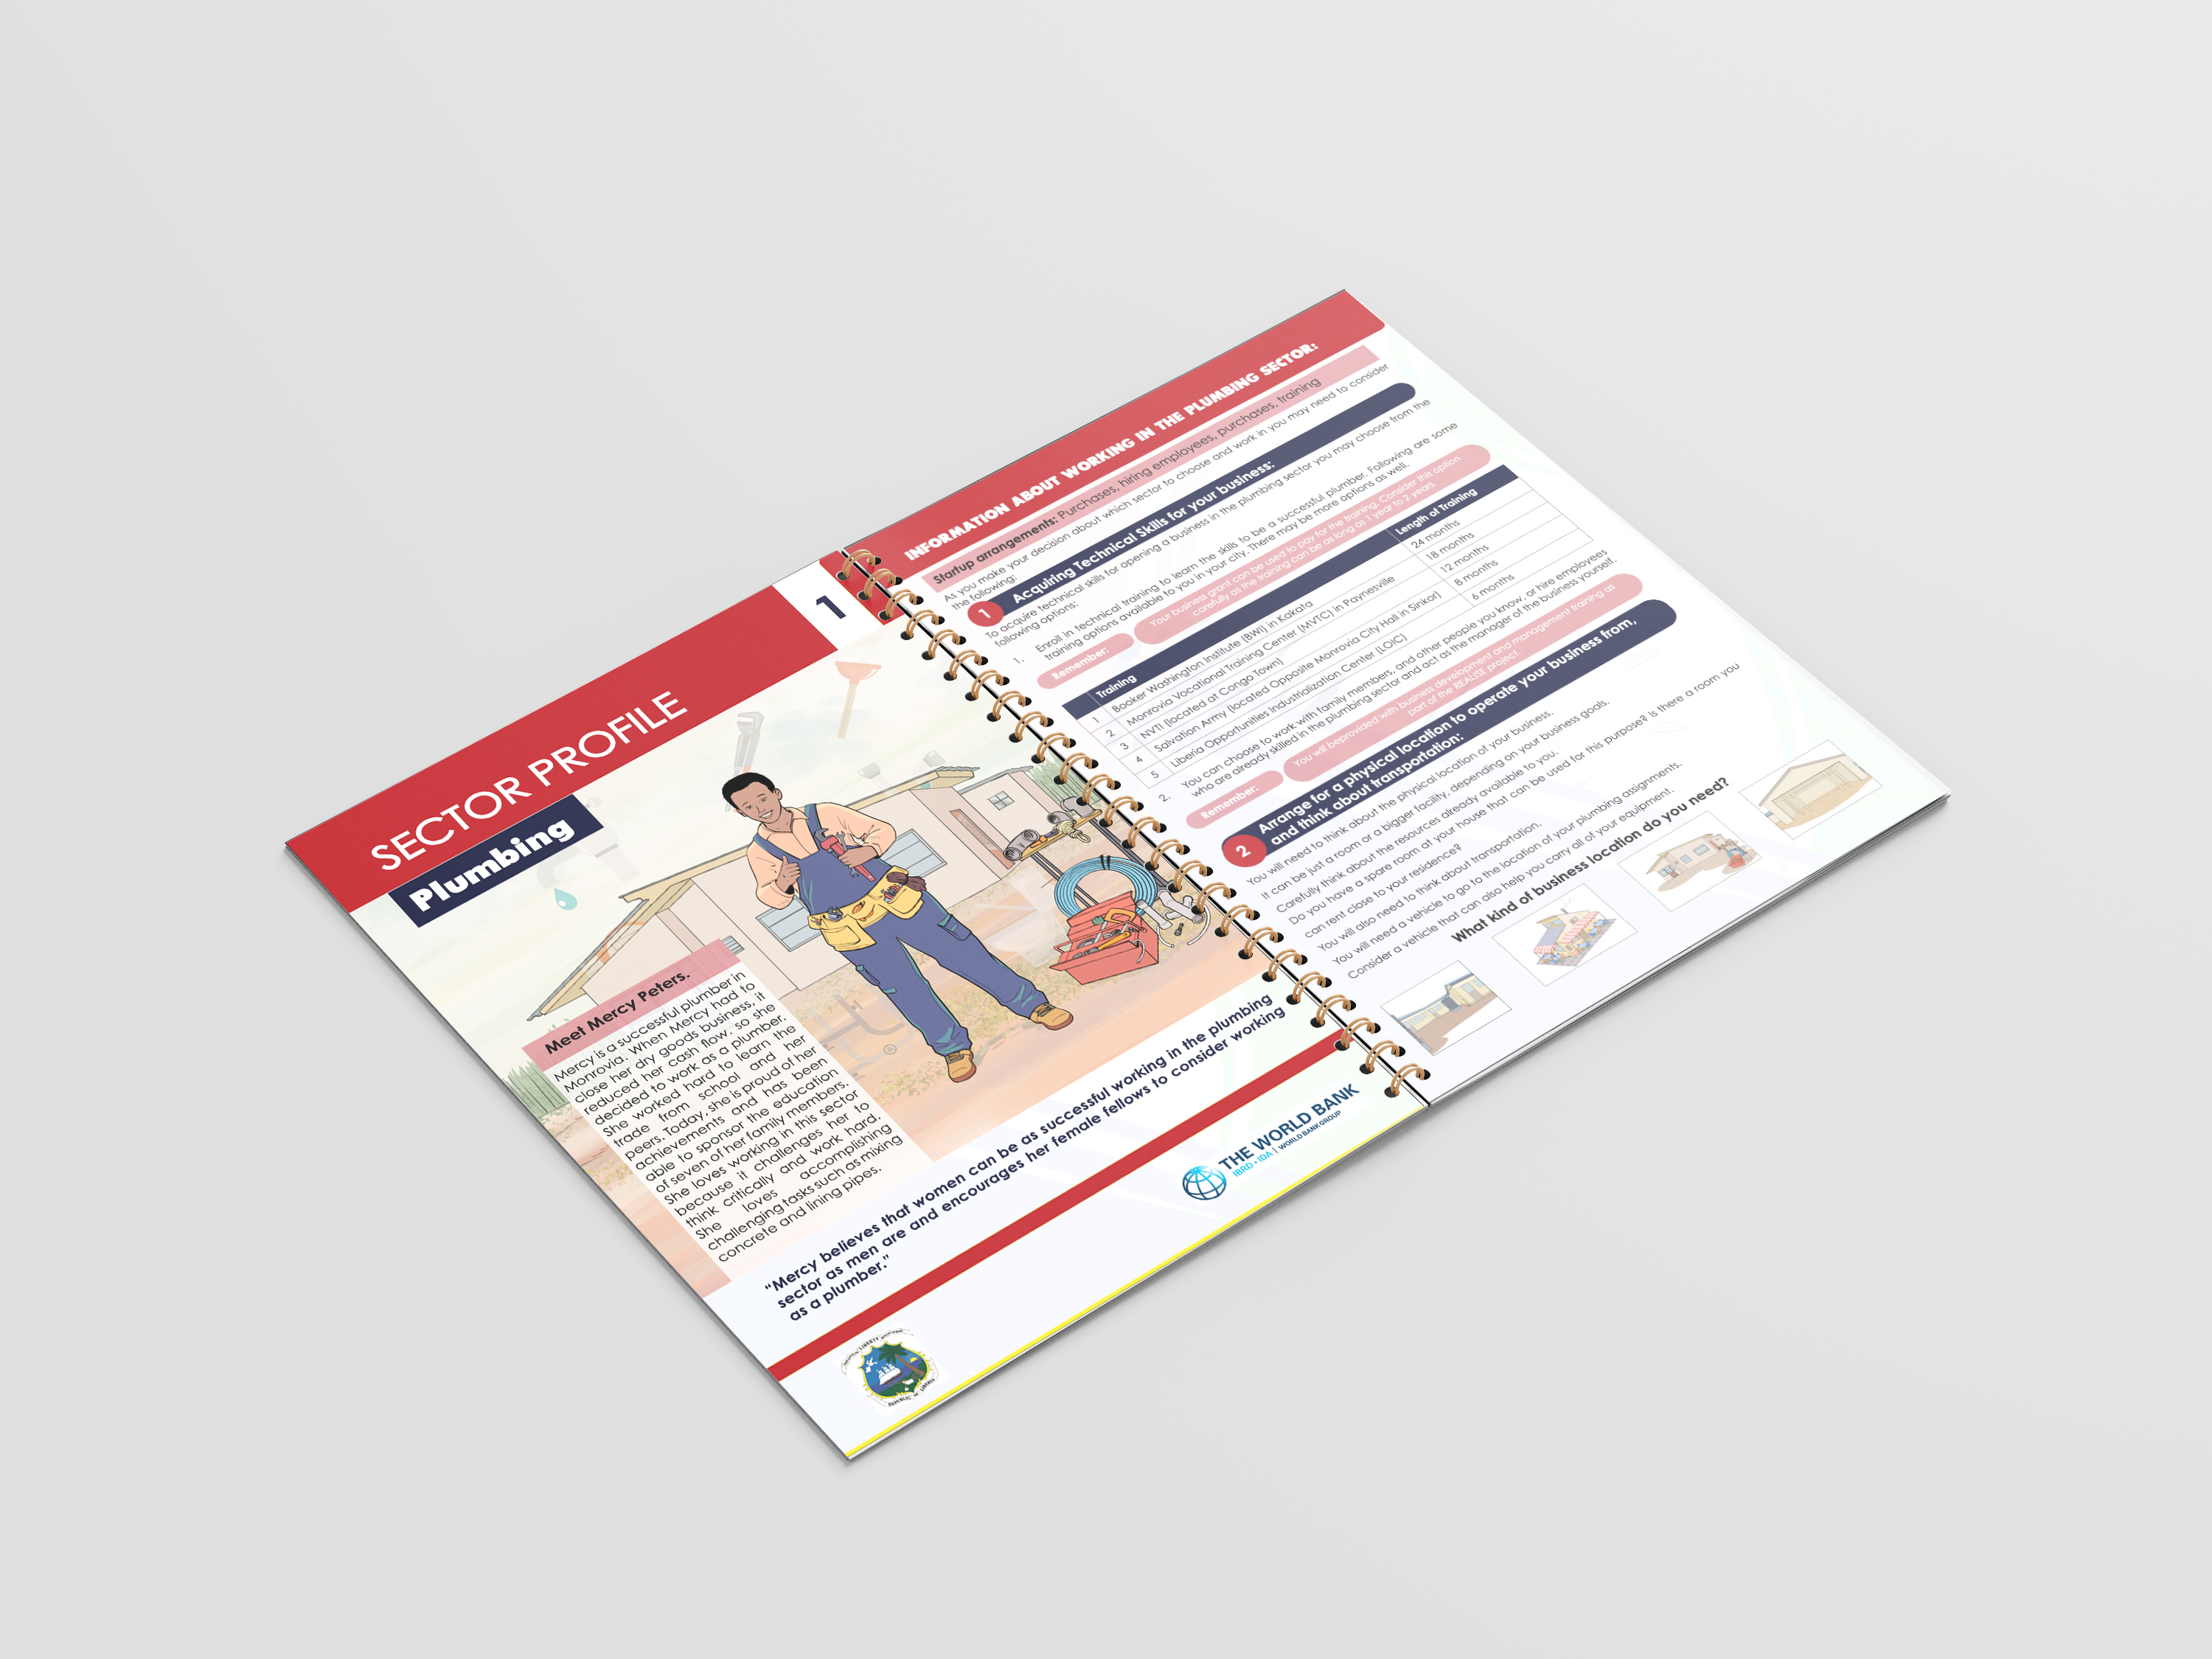 SECTOR PROFILE
1
Plumbing
Meet Mercy Peters.
Mercy is a successful plumber in
Monrovia. When Mercy had to
close her dry goods business, it
reduced her cash flow, so she
decided to work as a plumber.
She worked hard to learn the
trade from school and her
peers. Today, she is proud of her
achievements and has been
able to sponsor the education
of seven of her family members.
She loves working in this sector
because it challenges her to
think critically and work hard.
She loves accomplishing
challenging tasks such as mixing
concrete and lining pipes.
“Mercy believes that women can be as successful working in the plumbing
sector as men are and encourages her female fellows to consider working
as a plumber.”
LIBERTY
REPUBLIC OF LIBERIA
THE WORLD BANK
IBRD • IDA | WORLD BANK GROUP
INFORMATION ABOUT WORKING IN THE PLUMBING SECTOR:
Startup arrangements: Purchases, hiring employees, purchases, training
As you make your decision about which sector to choose and work in you may need to consider
the following:
1 Acquiring Technical Skills for your business:
To acquire technical skills for opening a business in the plumbing sector you may choose from the
following options:
1. Enroll in technical training to learn the skills to be a successful plumber. Following are some
training options available to you in your city. There may be more options as well.
Remember:
Your business grant can be used to pay for the training. Consider this option
carefully as the training can be as long as 1 year to 2 years.
Training Length of Training
1 Booker Washington Institute (BWI) in Kakata 24 months
2 Monrovia Vocational Training Center (MVTC) in Paynesville 18 months
3 NVTI (located at Congo Town) 12 months
4 Salvation Army (located Opposite Monrovia City Hall in Sinkor) 8 months
5 Liberia Opportunities Industrialization Center (LOIC) 6 months
2. You can choose to work with family members, and other people you know, or hire employees
who are already skilled in the plumbing sector and act as the manager of the business yourself.
Remember:
You will beprovided with business development and management training as
part of the REALISE project.
2 Arrange for a physical location to operate your business from,
and think about transportation:
You will need to think about the physical location of your business.
It can be just a room or a bigger facility, depending on your business goals.
Carefully think about the resources already available to you.
Do you have a spare room at your house that can be used for this purpose? Is there a room you
can rent close to your residence?
You will also need to think about transportation.
You will need a vehicle to go to the location of your plumbing assignments.
Consider a vehicle that can also help you carry all of your equipment.
What kind of business location do you need?